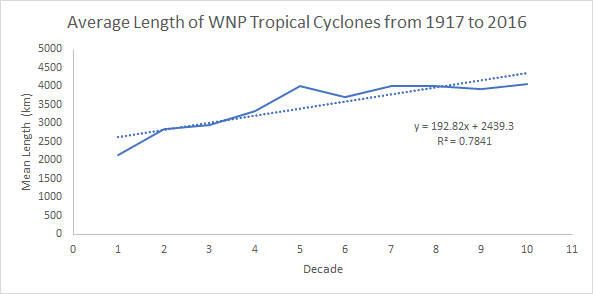 Average Length of WNP Tropical Cyclones from 1917 to 2016
5000
4500
4000
3500
3000
2500
2000
1500
1000
500
0
Mean Length (km)
y = 192.82x + 2439.3
R² = 0.7841
0 1 2 3 4 5 6 7 8 9 10 11
Decade